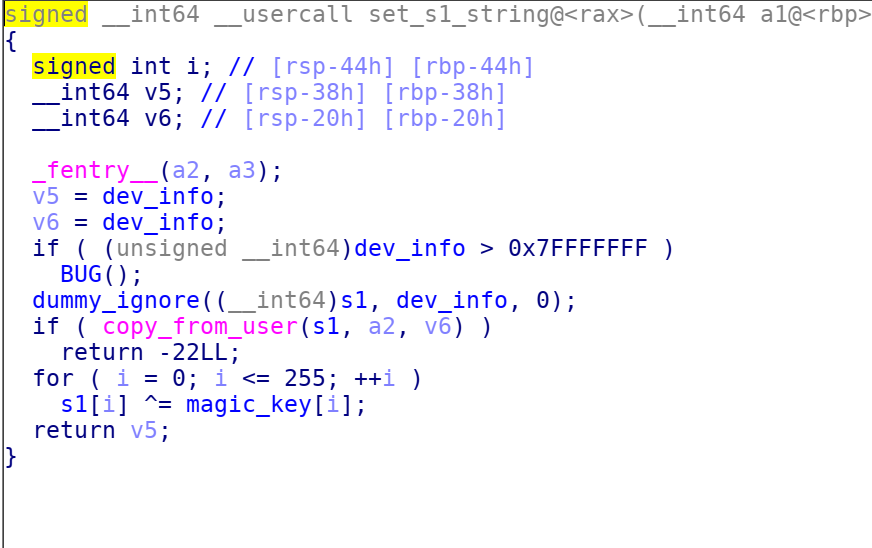 signed __int64 __usercall set_s1_string@<rax>(__int64 a1@<rbp>
{
  signed int i; // [rsp-44h] [rbp-44h]
  __int64 v5; // [rsp-38h] [rbp-38h]
  __int64 v6; // [rsp-20h] [rbp-20h]

  _fentry__(a2, a3);
  v5 = dev_info;
  v6 = dev_info;
  if ( (unsigned __int64)dev_info > 0x7FFFFFFF )
    BUG();
  dummy_ignore((__int64)s1, dev_info, 0);
  if ( copy_from_user(s1, a2, v6) )
    return -22LL;
  for ( i = 0; i <= 255; ++i )
    s1[i] ^= magic_key[i];
  return v5;
}